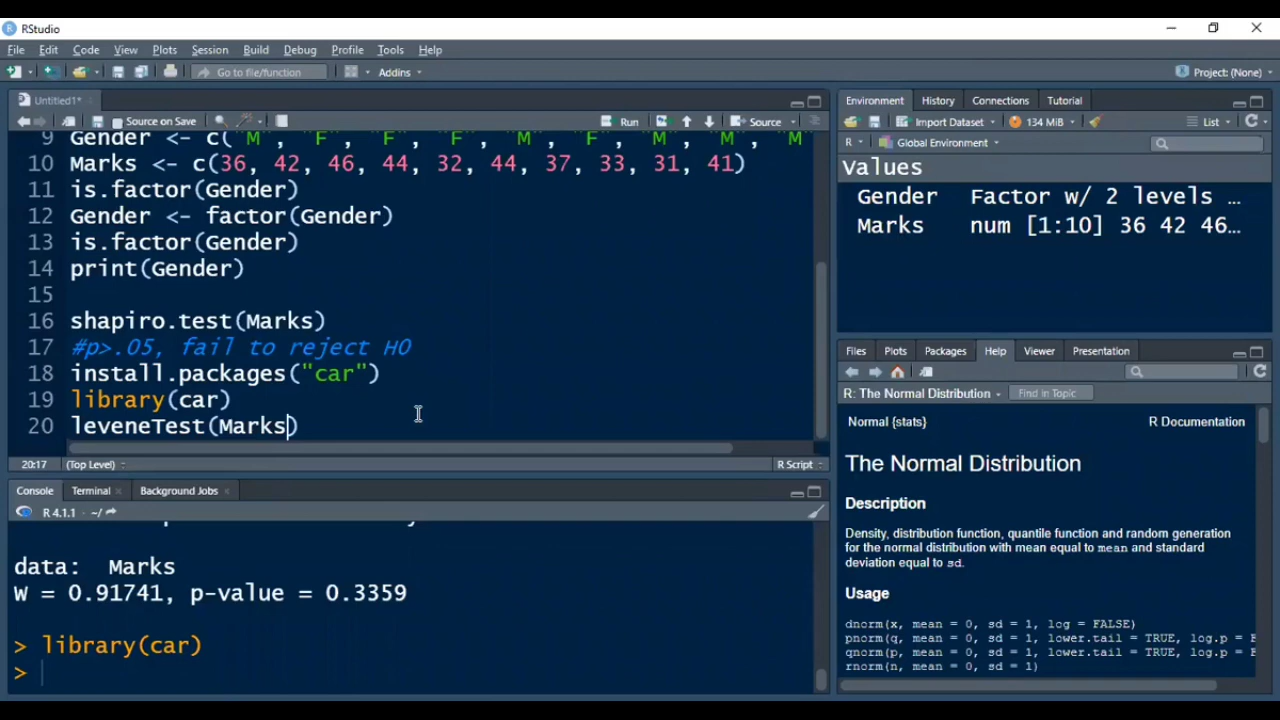 RStudio
File Edit View Plots Session Build Debug Profile Tools Help
Go to file/function Addins Project: (None)
Untitled1*
Source on Save Run Source
9 Gender <- c("M", "F", "F", "F", "M", "F", "M", "M", "M
10 Marks <- c(36, 42, 46, 44, 32, 44, 37, 33, 31, 41)
11 is.factor(Gender)
12 Gender <- factor(Gender)
13 is.factor(Gender)
14 print(Gender)
15
16 shapiro.test(Marks)
17 #p>.05, fail to reject H0
18 install.packages("car")
19 library(car)
20 leveneTest(Marks)
20:17 (Top Level) R Script
Console Terminal Background Jobs
R 4.1.1 · ~/
data: Marks
W = 0.91741, p-value = 0.3359
> library(car)
>
Environment History Connections Tutorial
Import Dataset 134 MiB List
R Global Environment
Values
Gender Factor w/ 2 levels …
Marks num [1:10] 36 42 46…
Files Plots Packages Help Viewer Presentation
R: The Normal Distribution Find in Topic
Normal {stats} R Documentation
The Normal Distribution
Description
Density, distribution function, quantile function and random generation
for the normal distribution with mean equal to mean and standard
deviation equal to sd.
Usage
dnorm(x, mean = 0, sd = 1, log = FALSE)
pnorm(q, mean = 0, sd = 1, lower.tail = TRUE, log.p = F
qnorm(p, mean = 0, sd = 1, lower.tail = TRUE, log.p = F
rnorm(n, mean = 0, sd = 1)